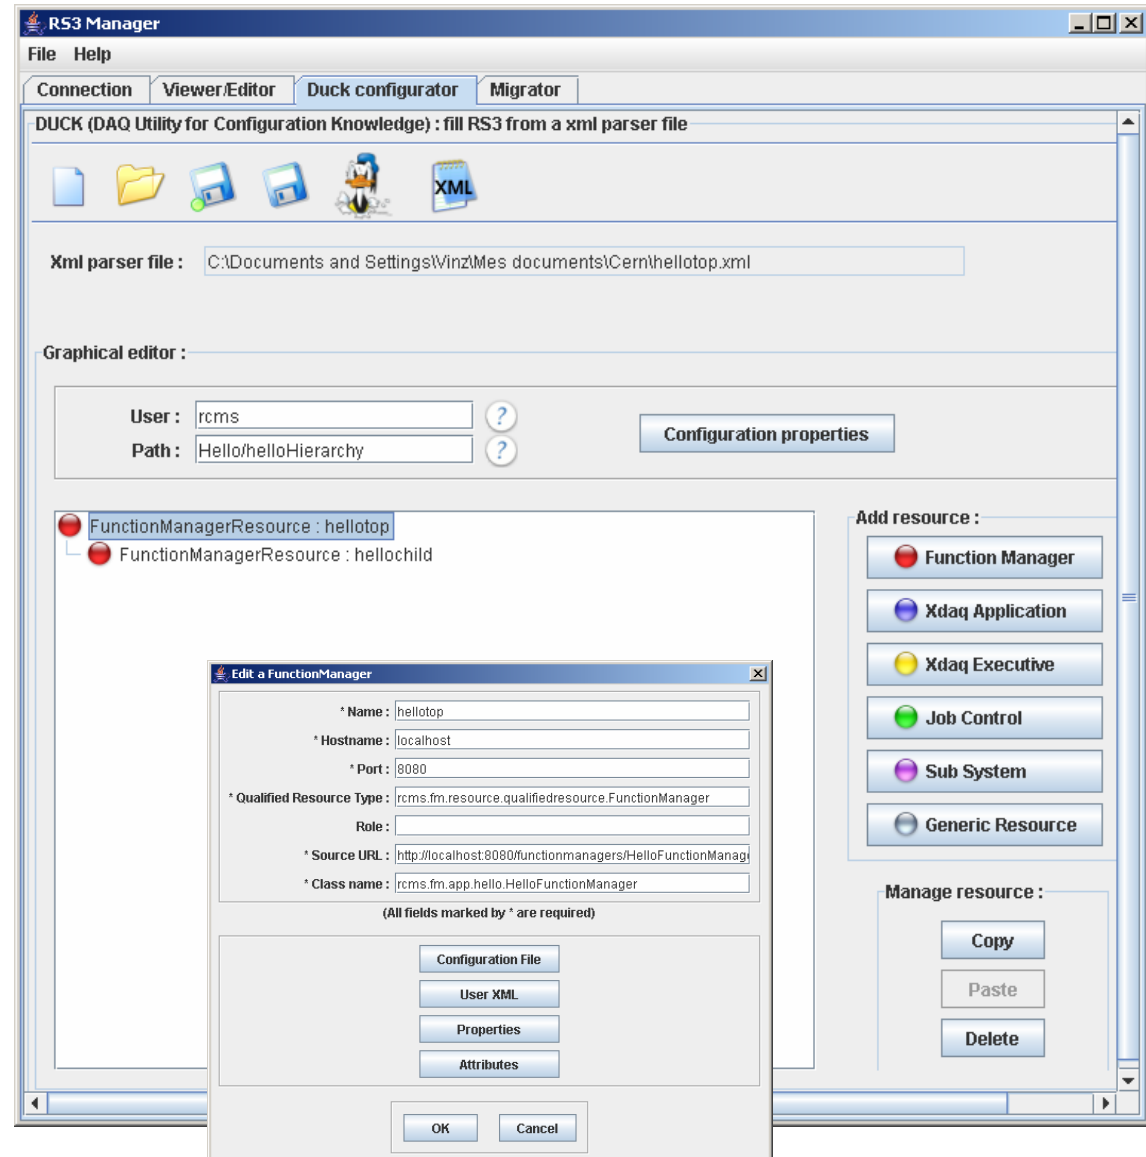 RS3 Manager
File Help
Connection Viewer/Editor Duck configurator Migrator
DUCK (DAQ Utility for Configuration Knowledge) : fill RS3 from a xml parser file
XML
Xml parser file : C:\Documents and Settings\Vinz\Mes documents\Cern\hellotop.xml
Graphical editor :
User : rcms ?
Path : Hello/helloHierarchy ?
Configuration properties
FunctionManagerResource : hellotop
FunctionManagerResource : hellochild
Add resource :
Function Manager
Xdaq Application
Xdaq Executive
Job Control
Sub System
Generic Resource
Manage resource :
Copy
Paste
Delete
Edit a FunctionManager
* Name : hellotop
* Hostname : localhost
* Port : 8080
* Qualified Resource Type : rcms.fm.resource.qualifiedresource.FunctionManager
Role :
* Source URL : http://localhost:8080/functionmanagers/HelloFunctionManag
* Class name : rcms.fm.app.hello.HelloFunctionManager
(All fields marked by * are required)
Configuration File
User XML
Properties
Attributes
OK Cancel